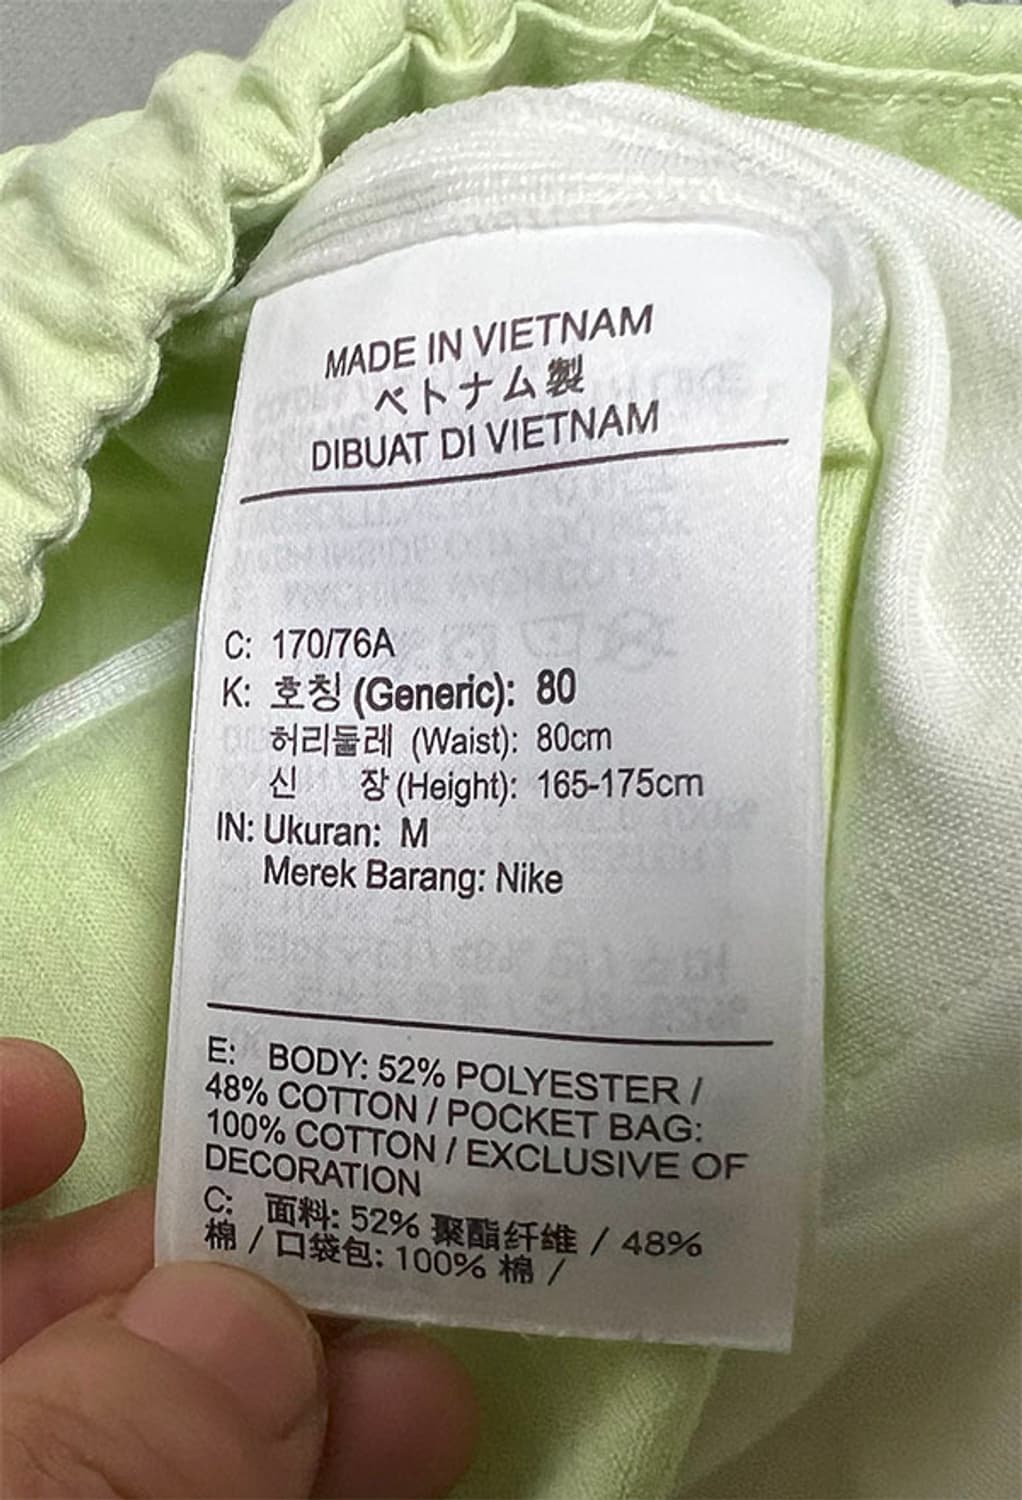 MADE IN VIETNAM
ベトナム製
DIBUAT DI VIETNAM
C: 170/76A
K: 호칭 (Generic): 80
허리둘레 (Waist): 80cm
신 장 (Height): 165-175cm
IN: Ukuran: M
Merek Barang: Nike
E: BODY: 52% POLYESTER /
48% COTTON / POCKET BAG:
100% COTTON / EXCLUSIVE OF
DECORATION
C: 面料: 52% 聚酯纤维 / 48%
棉 / 口袋包: 100% 棉 /